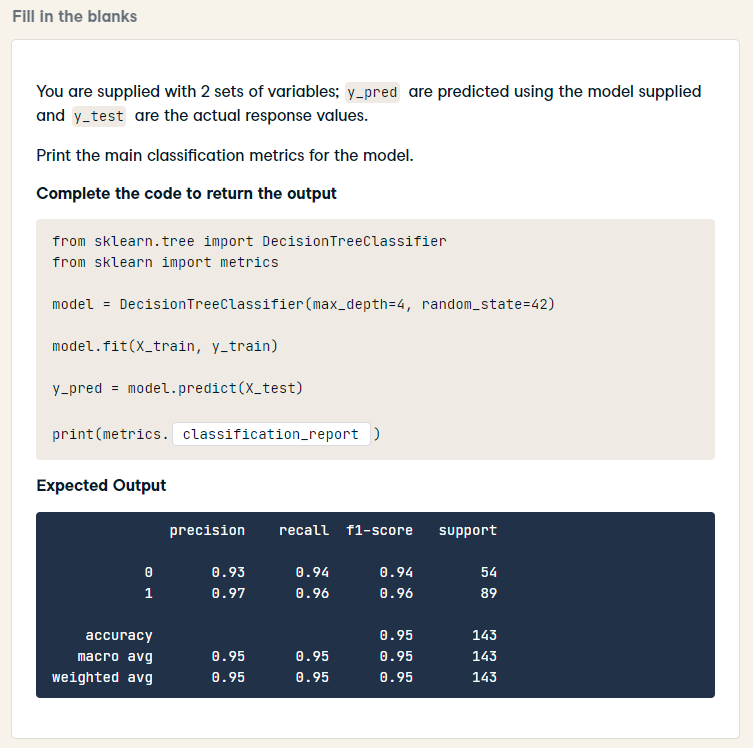 Fill in the blanks
You are supplied with 2 sets of variables; y_pred are predicted using the model supplied
and y_test are the actual response values.
Print the main classification metrics for the model.
Complete the code to return the output
from sklearn.tree import DecisionTreeClassifier
from sklearn import metrics
model = DecisionTreeClassifier(max_depth=4, random_state=42)
model.fit(X_train, y_train)
y_pred = model.predict(X_test)
print(metrics. classification_report )
Expected Output
precision recall f1-score support
0 0.93 0.94 0.94 54
1 0.97 0.96 0.96 89
accuracy 0.95 143
macro avg 0.95 0.95 0.95 143
weighted avg 0.95 0.95 0.95 143